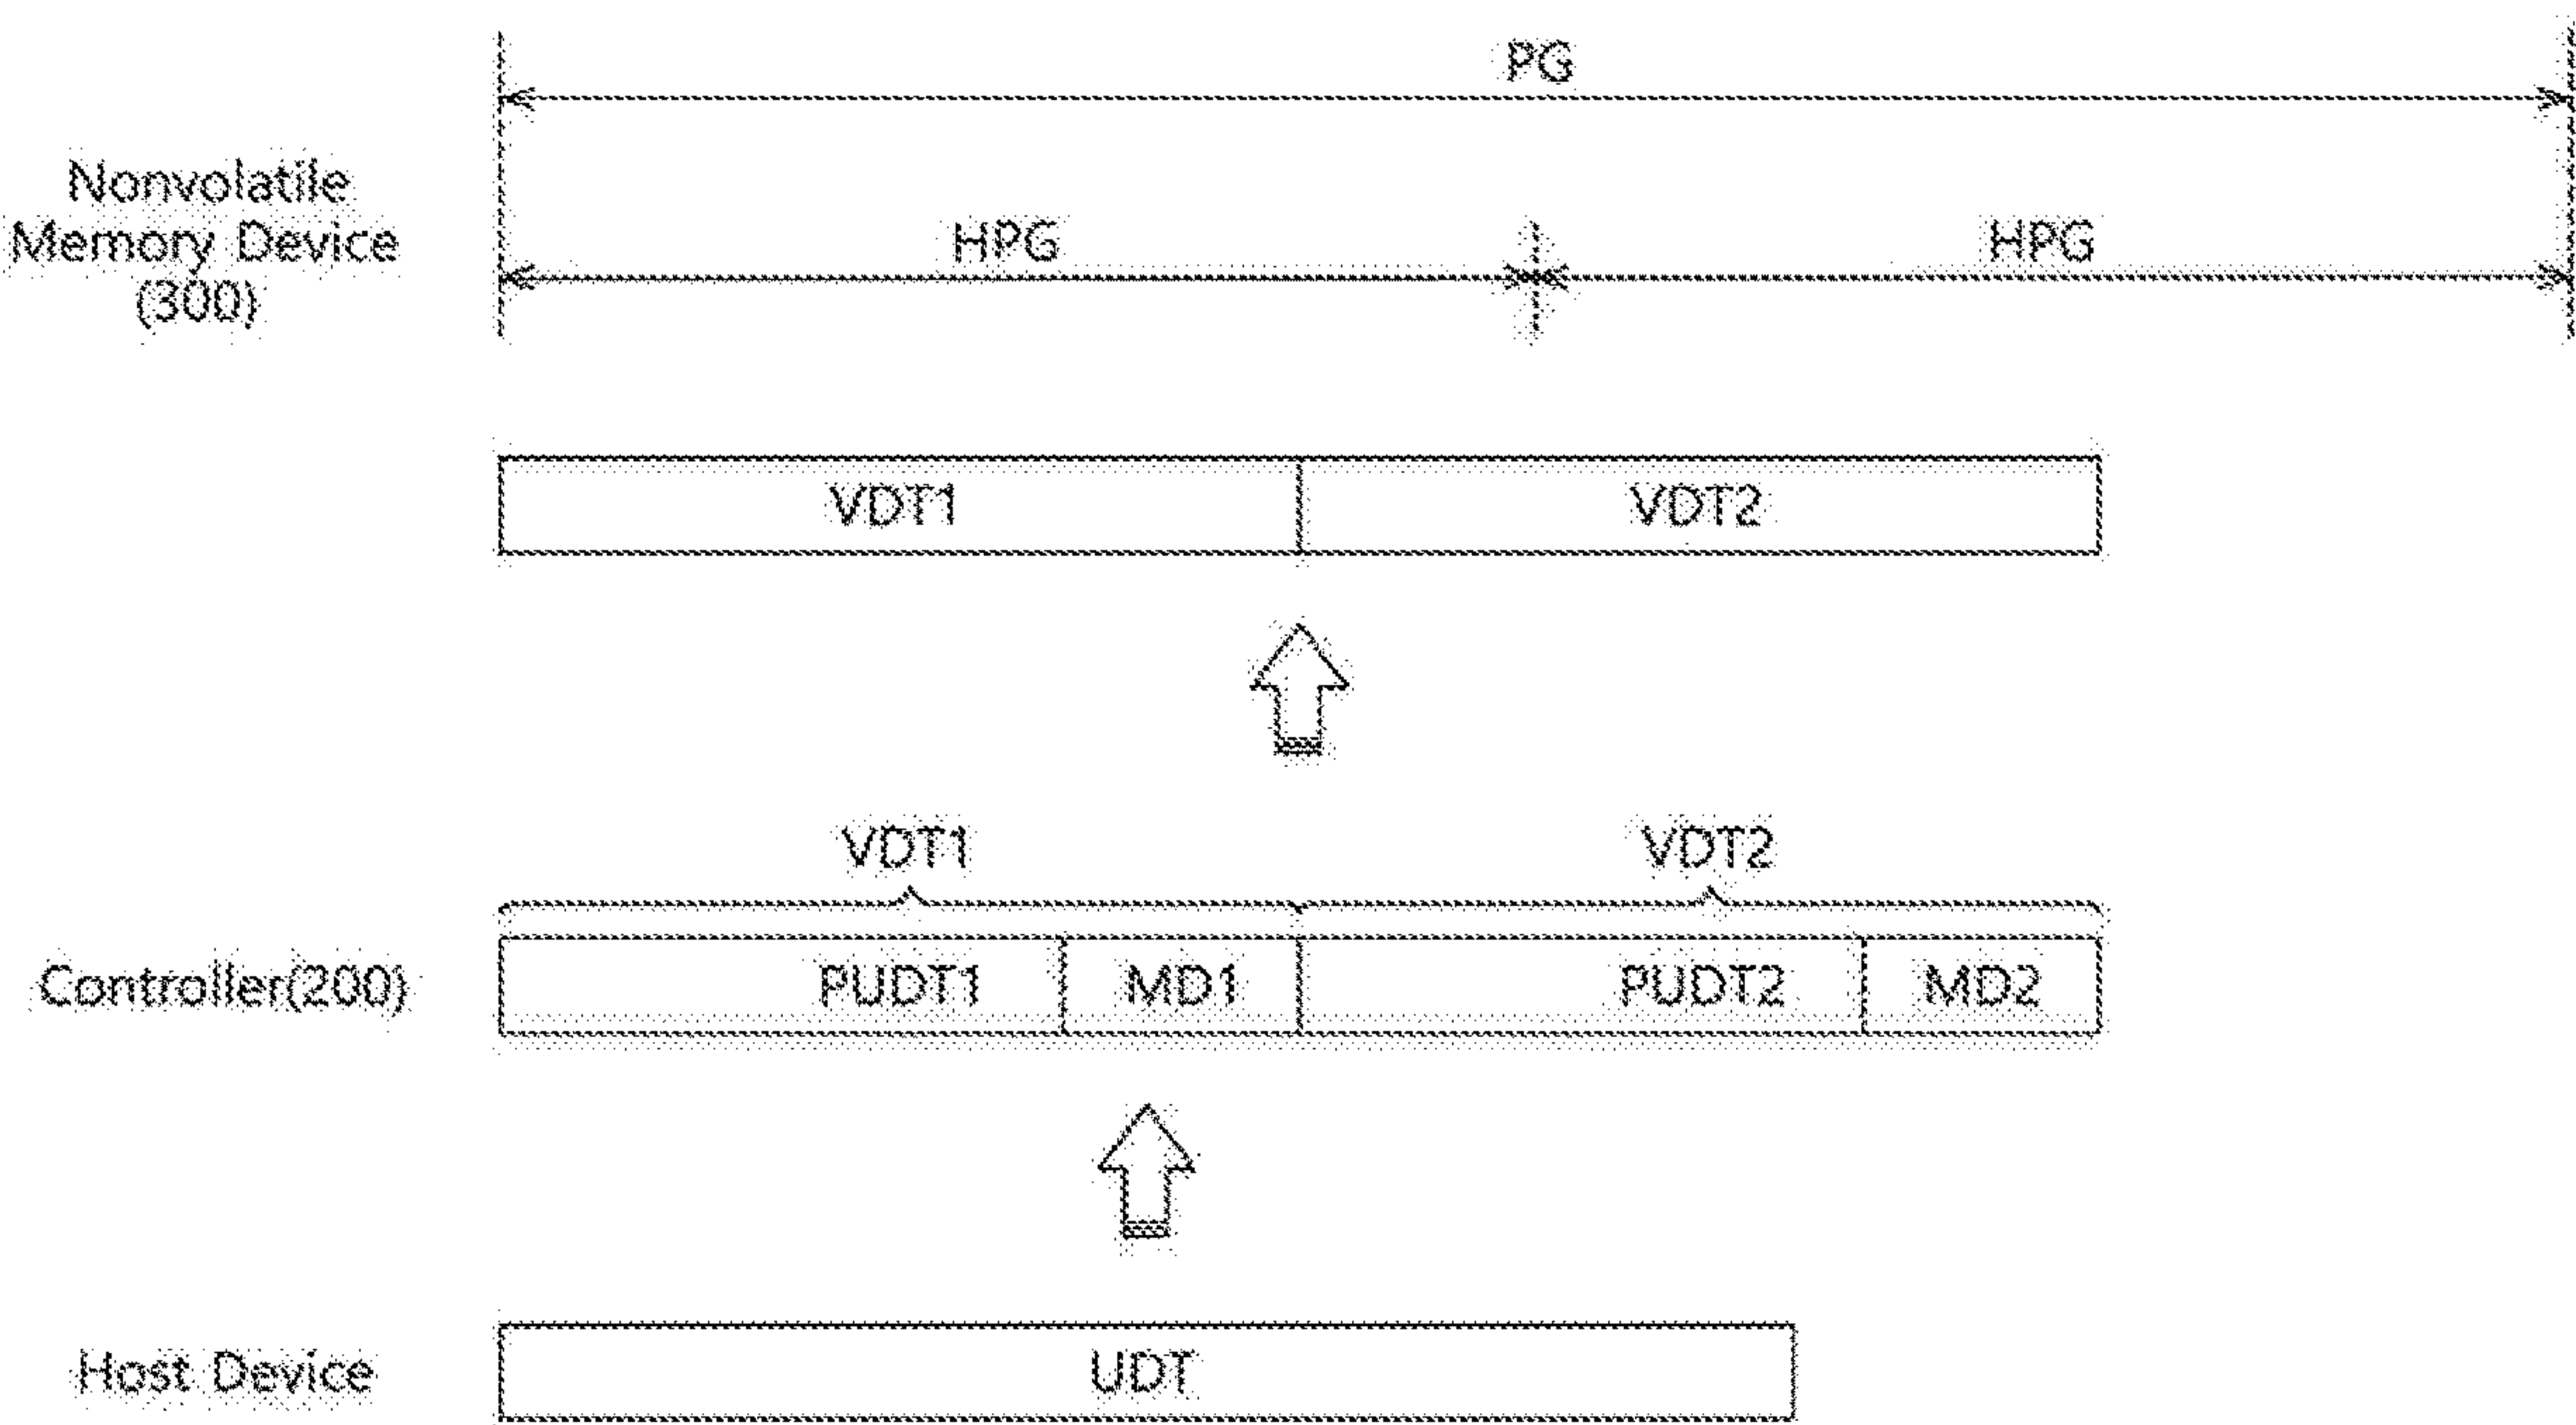 PG
Nonvolatile
Memory Device
(300)
HPG HPG
VDT1 VDT2
VDT1 VDT2
Controller(200) PUDT1 MD1 PUDT2 MD2
Host Device UDT